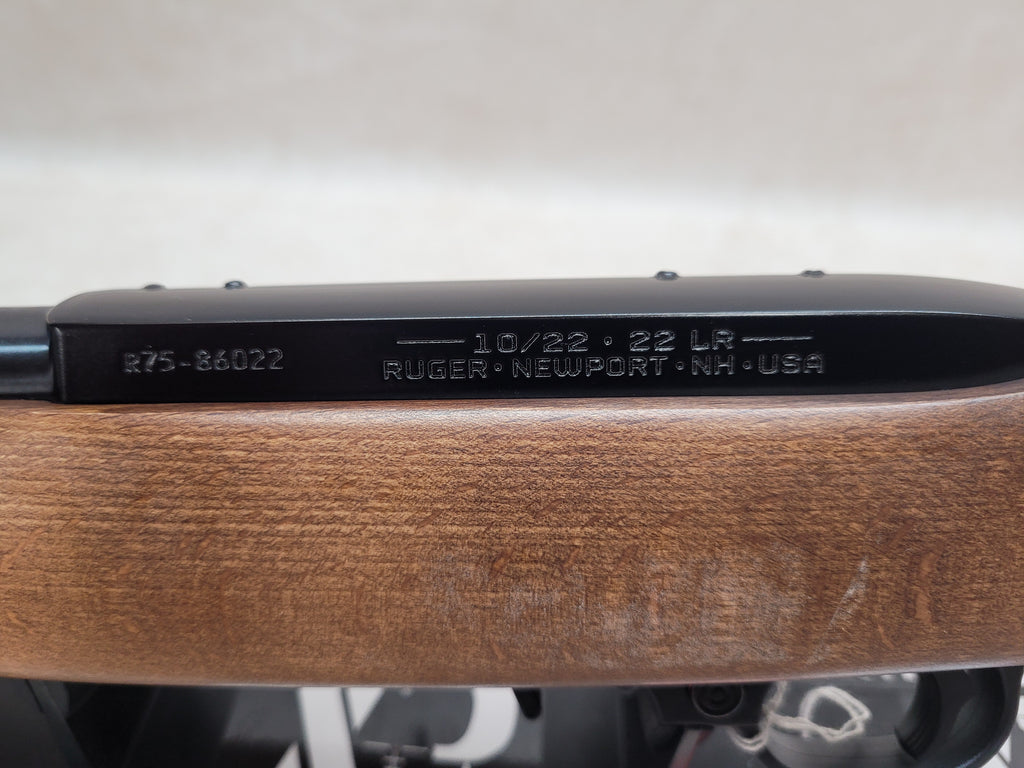 R75-86022
10/22 • 22 LR
RUGER • NEWPORT • NH • USA